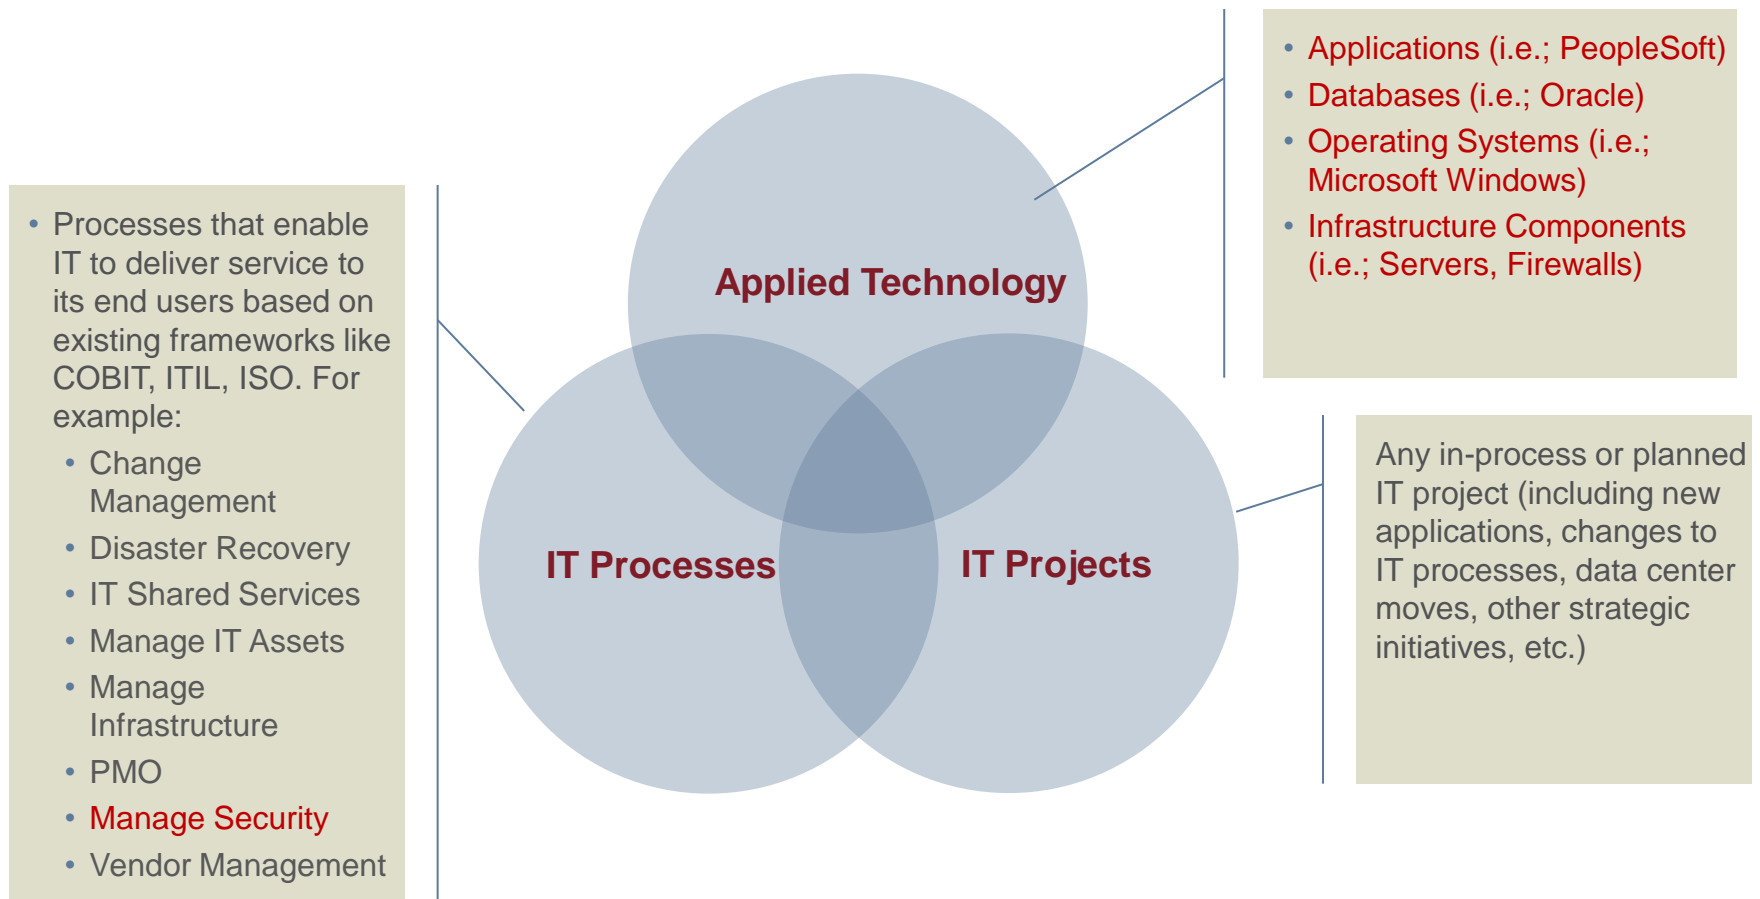 • Applications (i.e.; PeopleSoft)
• Databases (i.e.; Oracle)
• Operating Systems (i.e.;
Microsoft Windows)
• Infrastructure Components
(i.e.; Servers, Firewalls)
• Processes that enable
IT to deliver service to
its end users based on
existing frameworks like
COBIT, ITIL, ISO. For
example:
• Change
Management
• Disaster Recovery
• IT Shared Services
• Manage IT Assets
• Manage
Infrastructure
• PMO
• Manage Security
• Vendor Management
Applied Technology
IT Processes
IT Projects
Any in-process or planned
IT project (including new
applications, changes to
IT processes, data center
moves, other strategic
initiatives, etc.)